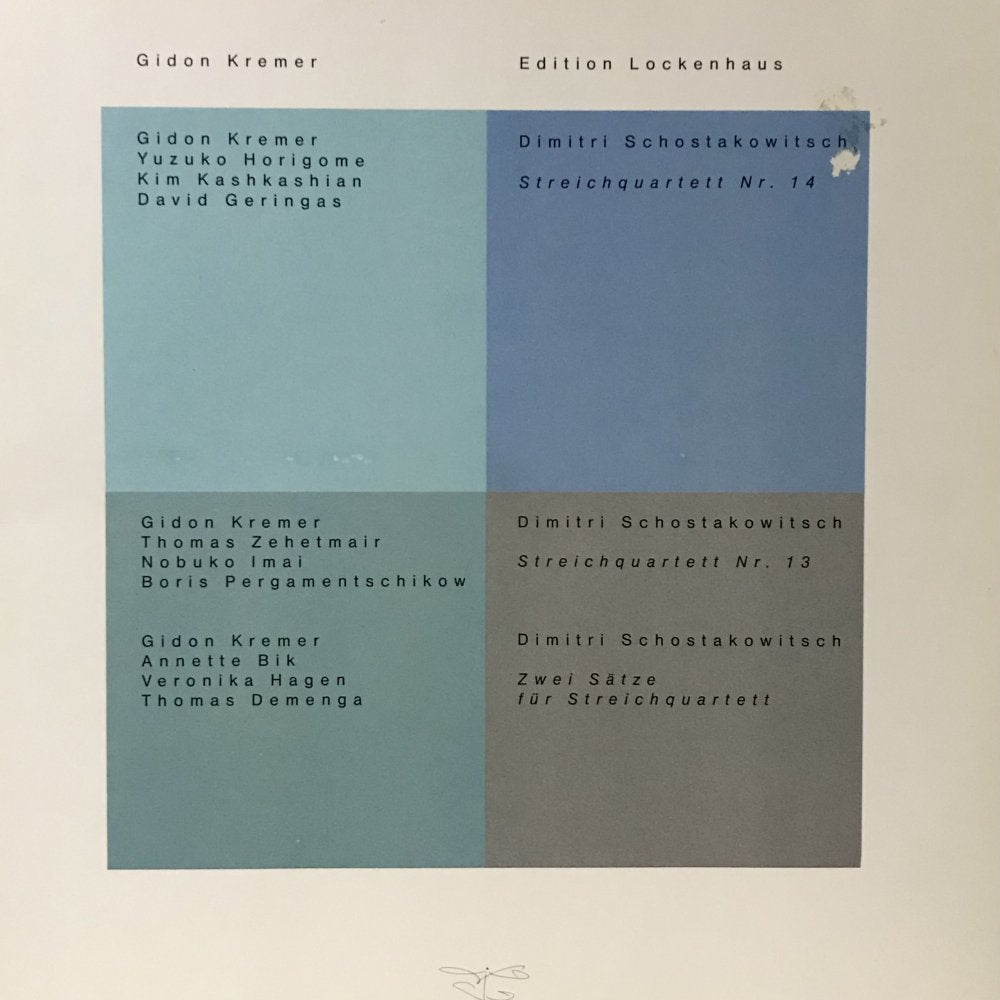 Gidon Kremer
Edition Lockenhaus
Gidon Kremer
Yuzuko Horigome
Kim Kashkashian
David Geringas
Dimitri Schostakowitsch
Streichquartett Nr. 14
Gidon Kremer
Thomas Zehetmair
Nobuko Imai
Boris Pergamentschikow
Dimitri Schostakowitsch
Streichquartett Nr. 13
Gidon Kremer
Annette Bik
Veronika Hagen
Thomas Demenga
Dimitri Schostakowitsch
Zwei Sätze
für Streichquartett